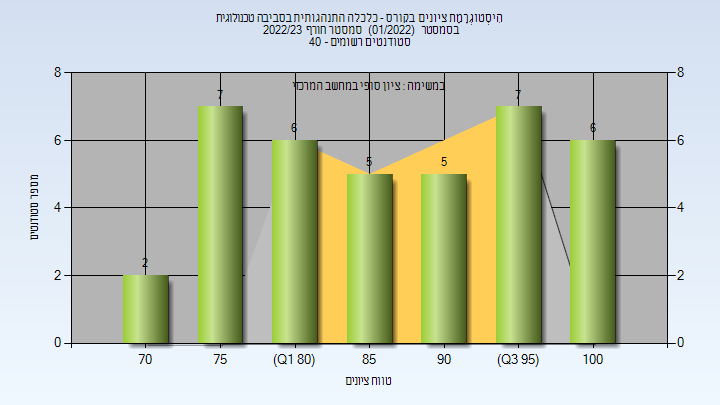 היסטוגרמת ציונים בקורס - כלכלה התנהגותית בסביבה טכנולוגית
בסמסטר (01/2022) סמסטר חורף 2022/23
סטודנטים רשומים - 40
במשימה : ציון סופי במחשב המרכזי
מספר סטודנטים
8
6
4
2
0
8
6
4
2
0
2
7
6
5
5
7
6
70
75
(Q1 80)
85
90
(Q3 95)
100
טווח ציונים